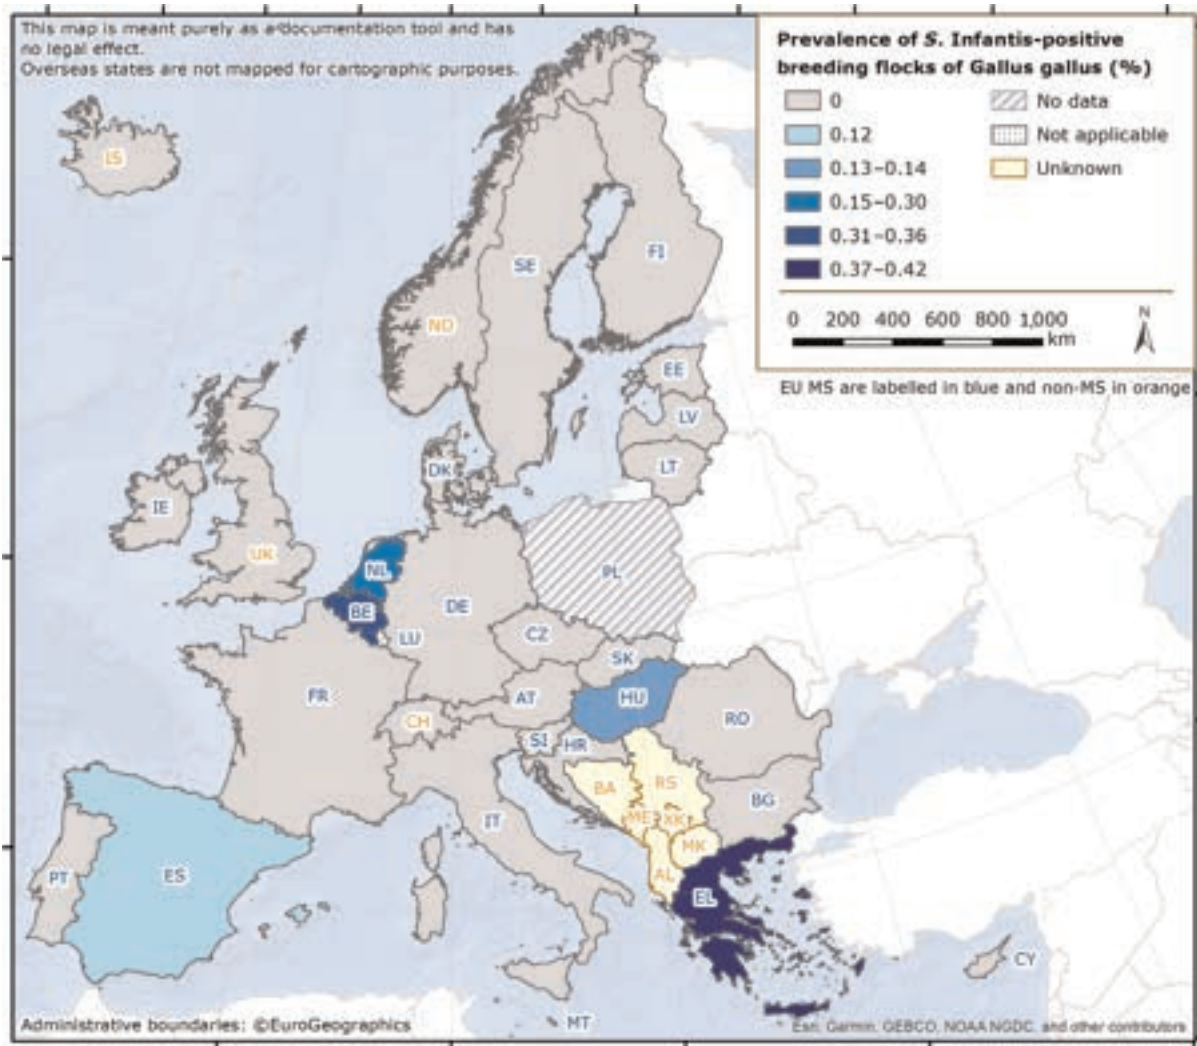 This map is meant purely as a documentation tool and has
no legal effect.
Overseas states are not mapped for cartographic purposes.
Prevalence of S. Infantis-positive
breeding flocks of Gallus gallus (%)
0
No data
0.12
Not applicable
0.13–0.14
Unknown
0.15–0.30
0.31–0.36
0.37–0.42
0 200 400 600 800 1,000
km
N
EU MS are labelled in blue and non-MS in orange
IS
SE
FI
NO
EE
LV
LT
DK
IE
UK
NL
PL
BE
DE
LU
CZ
SK
FR
AT
HU
CH
RO
SI
HR
BA
RS
BG
ME
XK
IT
MK
AL
PT
ES
EL
CY
MT
Administrative boundaries: ©EuroGeographics
Esri, Garmin, GEBCO, NOAA NGDC, and other contributors